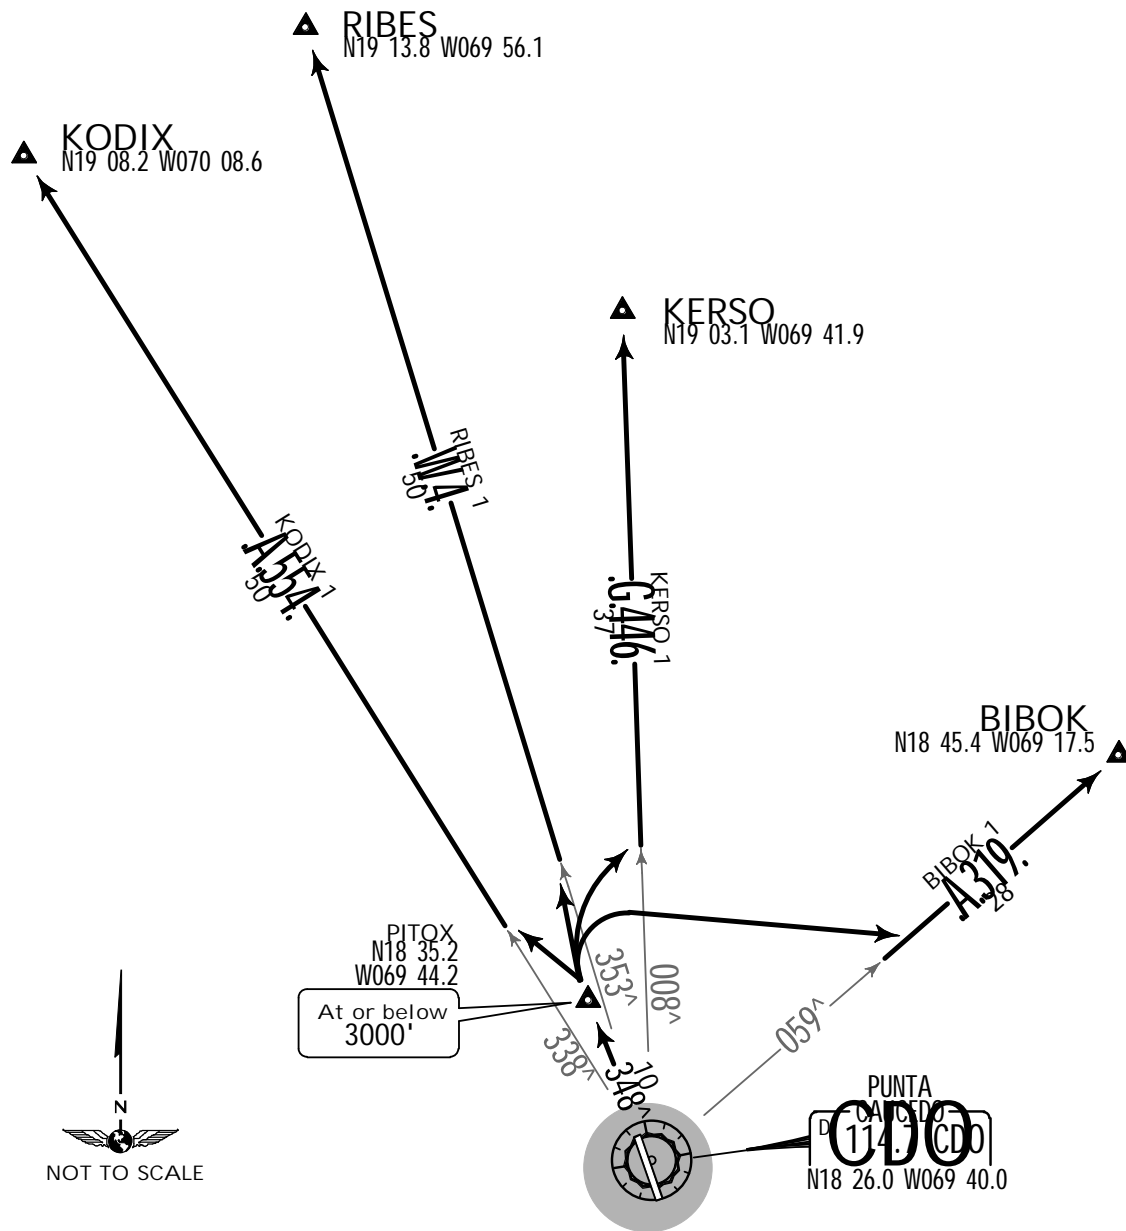 RIBES
N19 13.8 W069 56.1
KODIX
N19 08.2 W070 08.6
KERSO
N19 03.1 W069 41.9
RIBES 1
.W4.
50
KODIX 1
.A554.
50
KERSO 1
.G446.
37
BIBOK
N18 45.4 W069 17.5
BIBOK 1
.A319.
28
PITQX
N18 35.2
W069 44.2
At or below
3000'
353^
008^
338^
059^
348^
10
PUNTA
CAUCEDO
D 114.7 CDO
CDO
N18 26.0 W069 40.0
N
NOT TO SCALE